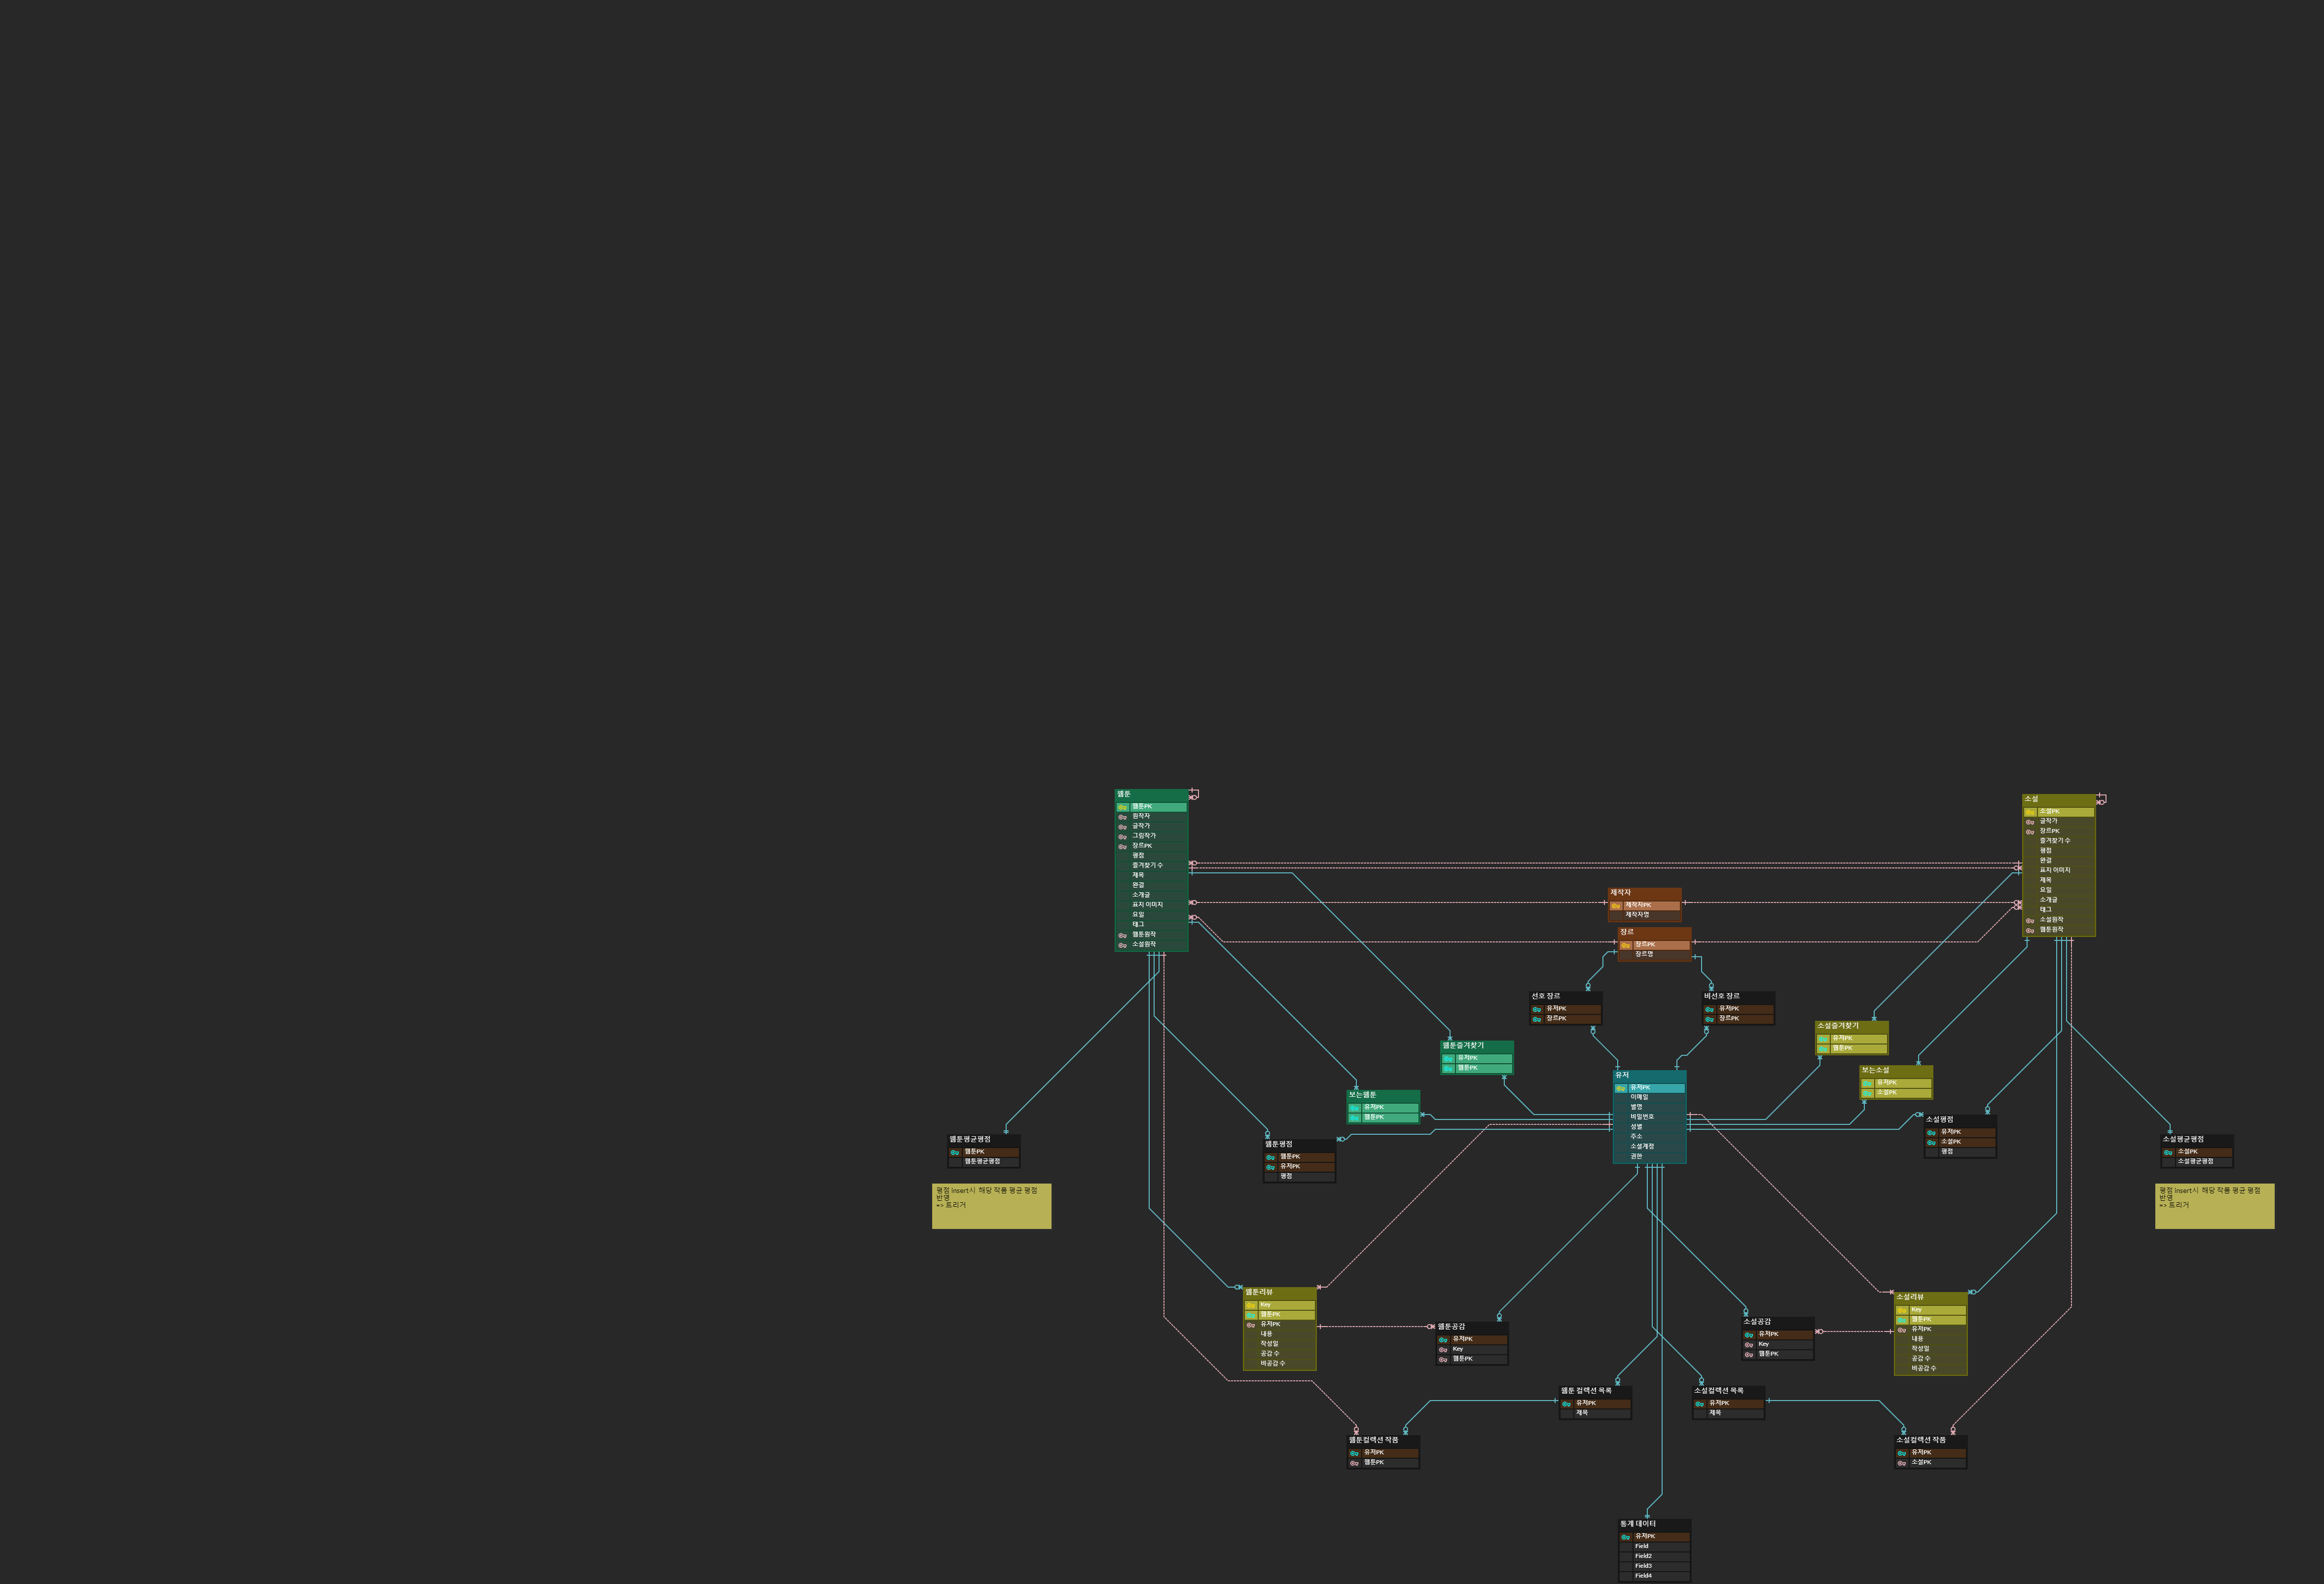 웹툰
웹툰PK
원작자
글작가
그림작가
장르PK
평점
즐겨찾기 수
제목
완결
소개글
표지 이미지
요일
태그
웹툰원작
소설원작
소설
소설PK
글작가
장르PK
즐겨찾기 수
평점
완결
표지 이미지
제목
요일
소개글
태그
소설원작
웹툰원작
제작자
제작자PK
제작자명
장르
장르PK
장르명
선호 장르
유저PK
장르PK
비선호 장르
유저PK
장르PK
웹툰즐겨찾기
유저PK
웹툰PK
소설즐겨찾기
유저PK
웹툰PK
보는웹툰
유저PK
웹툰PK
유저
유저PK
이메일
별명
비밀번호
성별
주소
소설계정
권한
보는소설
유저PK
소설PK
웹툰평균평점
웹툰PK
웹툰평균평점
평점 insert시 해당 작품 평균 평점
반영
=> 트리거
웹툰평점
웹툰PK
유저PK
평점
소설평점
유저PK
소설PK
평점
소설평균평점
소설PK
소설평균평점
평점 insert시 해당 작품 평균 평점
반영
=> 트리거
웹툰리뷰
Key
웹툰PK
유저PK
내용
작성일
공감 수
비공감 수
웹툰공감
유저PK
Key
웹툰PK
소설공감
유저PK
Key
웹툰PK
소설리뷰
Key
웹툰PK
유저PK
내용
작성일
공감 수
비공감 수
웹툰 컬렉션 목록
유저PK
제목
소설컬렉션 목록
유저PK
제목
웹툰컬렉션 작품
유저PK
웹툰PK
소설컬렉션 작품
유저PK
소설PK
통계 데이터
유저PK
Field
Field2
Field3
Field4